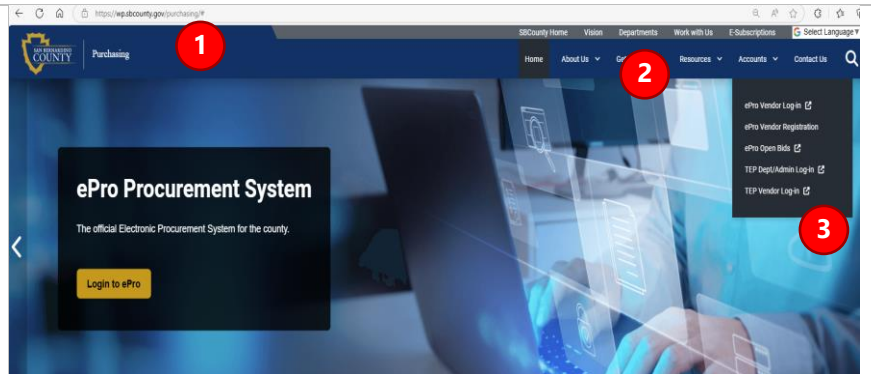 https://wp.sbcounty.gov/purchasing/#
1
SBCounty Home Vision Departments Work with Us E-Subscriptions G Select Language▼
SAN BERNARDINO
COUNTY
Purchasing
Home About Us 2 Resources Accounts Contact Us
ePro Vendor Log-in
ePro Vendor Registration
ePro Open Bids
TEP Dept/Admin Log-in
TEP Vendor Log-in
3
ePro Procurement System
The official Electronic Procurement System for the county.
Login to ePro